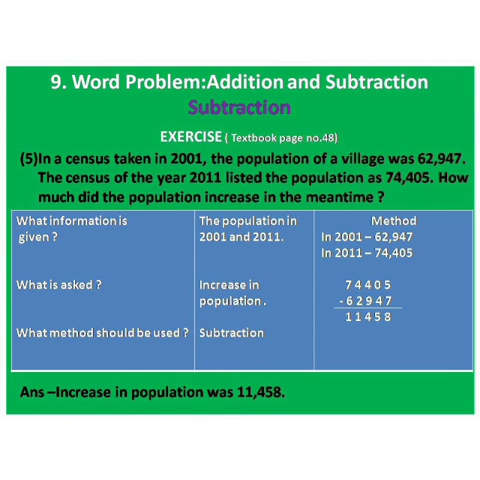 9. Word Problem:Addition and Subtraction
Subtraction
EXERCISE ( Textbook page no.48)
(5)In a census taken in 2001, the population of a village was 62,947.
The census of the year 2011 listed the population as 74,405. How
much did the population increase in the meantime ?
What information is given ?
The population in 2001 and 2011.
Method
In 2001 – 62,947
In 2011 – 74,405
What is asked ?
Increase in population .
7 4 4 0 5
- 6 2 9 4 7
1 1 4 5 8
What method should be used ?
Subtraction
Ans –Increase in population was 11,458.